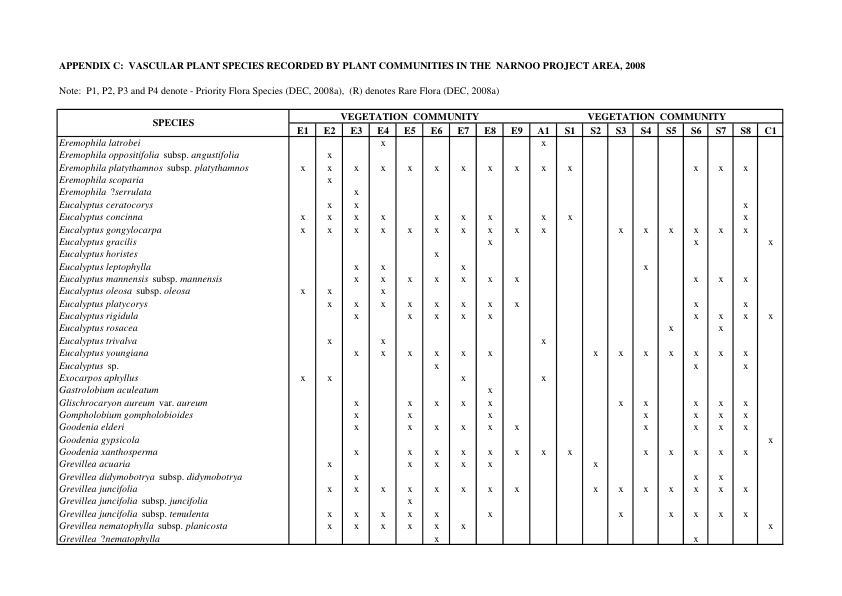 APPENDIX C: VASCULAR PLANT SPECIES RECORDED BY PLANT COMMUNITIES IN THE NARNOO PROJECT AREA, 2008
Note: P1, P2, P3 and P4 denote - Priority Flora Species (DEC, 2008a), (R) denotes Rare Flora (DEC, 2008a)
SPECIES VEGETATION COMMUNITY VEGETATION COMMUNITY
E1 E2 E3 E4 E5 E6 E7 E8 E9 A1 S1 S2 S3 S4 S5 S6 S7 S8 C1
Eremophila latrobei x x
Eremophila oppositifolia subsp. angustifolia x
Eremophila platythamnos subsp. platythamnos x x x x x x x x x x x x x x
Eremophila scoparia x
Eremophila ?serrulata x
Eucalyptus ceratocorys x x x
Eucalyptus concinna x x x x x x x x x x
Eucalyptus gongylocarpa x x x x x x x x x x x x x x x x
Eucalyptus gracilis x x x
Eucalyptus horistes x
Eucalyptus leptophylla x x x x
Eucalyptus mannensis subsp. mannensis x x x x x x x x x x
Eucalyptus oleosa subsp. oleosa x x x
Eucalyptus platycorys x x x x x x x x x x
Eucalyptus rigidula x x x x x x x x x
Eucalyptus rosacea x x
Eucalyptus trivalva x x x
Eucalyptus youngiana x x x x x x x x x x x x x
Eucalyptus sp. x x x
Exocarpos aphyllus x x x x
Gastrolobium aculeatum x
Glischrocaryon aureum var. aureum x x x x x x x x x x
Gompholobium gompholobioides x x x x x x x
Goodenia elderi x x x x x x x x x x
Goodenia gypsicola x
Goodenia xanthosperma x x x x x x x x x x x x x
Grevillea acuaria x x x x x x
Grevillea didymobotrya subsp. didymobotrya x x x
Grevillea juncifolia x x x x x x x x x x x x x x x
Grevillea juncifolia subsp. juncifolia x
Grevillea juncifolia subsp. temulenta x x x x x x x x x x x
Grevillea nematophylla subsp. planicosta x x x x x x x
Grevillea ?nematophylla x x